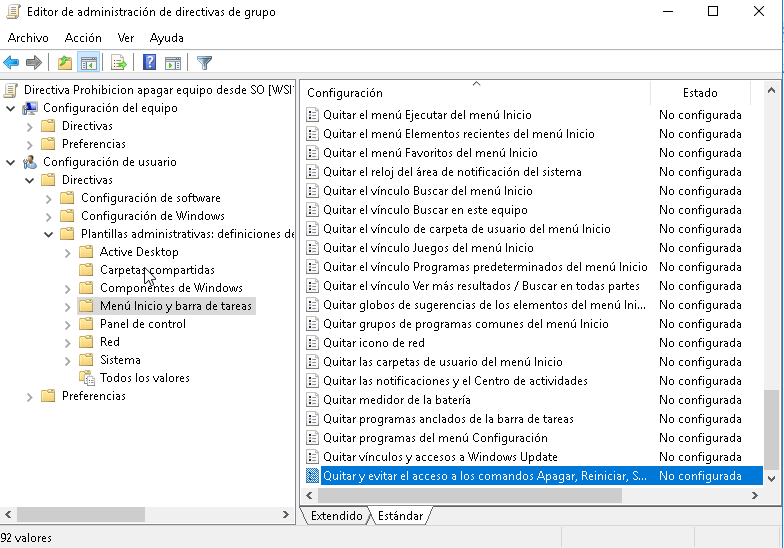 Editor de administración de directivas de grupo
Archivo Acción Ver Ayuda
Directiva Prohibicion apagar equipo desde SO [WSI
Configuración del equipo
Directivas
Preferencias
Configuración de usuario
Directivas
Configuración de software
Configuración de Windows
Plantillas administrativas: definiciones de
Active Desktop
Carpetas compartidas
Componentes de Windows
Menú Inicio y barra de tareas
Panel de control
Red
Sistema
Todos los valores
Preferencias
Configuración Estado
Quitar el menú Ejecutar del menú Inicio No configurada
Quitar el menú Elementos recientes del menú Inicio No configurada
Quitar el menú Favoritos del menú Inicio No configurada
Quitar el reloj del área de notificación del sistema No configurada
Quitar el vínculo Buscar del menú Inicio No configurada
Quitar el vínculo Buscar en este equipo No configurada
Quitar el vínculo de carpeta de usuario del menú Inicio No configurada
Quitar el vínculo Juegos del menú Inicio No configurada
Quitar el vínculo Programas predeterminados del menú Inicio No configurada
Quitar el vínculo Ver más resultados / Buscar en todas partes No configurada
Quitar globos de sugerencias de los elementos del menú Ini... No configurada
Quitar grupos de programas comunes del menú Inicio No configurada
Quitar icono de red No configurada
Quitar las carpetas de usuario del menú Inicio No configurada
Quitar las notificaciones y el Centro de actividades No configurada
Quitar medidor de la batería No configurada
Quitar programas anclados de la barra de tareas No configurada
Quitar programas del menú Configuración No configurada
Quitar vínculos y accesos a Windows Update No configurada
Quitar y evitar el acceso a los comandos Apagar, Reiniciar, S... No configurada
Extendido Estándar
92 valores